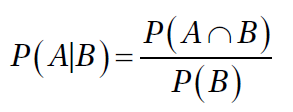 P(A|B) = P(A∩B) / P(B)